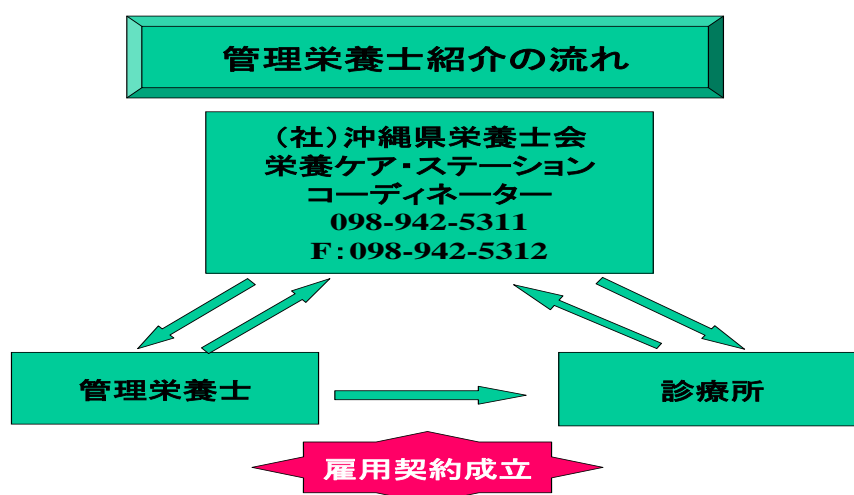 管理栄養士紹介の流れ
（社）沖縄県栄養士会
栄養ケア・ステーション
コーディネーター
098-942-5311
F：098-942-5312
管理栄養士
診療所
雇用契約成立